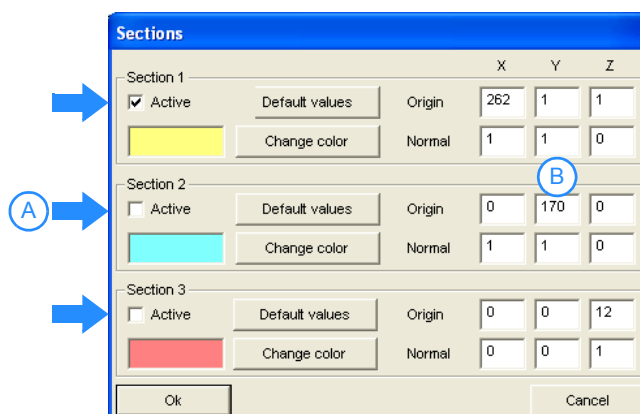 Sections
X Y Z
Section 1
Active Default values Origin 262 1 1
Change color Normal 1 1 0
Section 2 B
A Active Default values Origin 0 170 0
Change color Normal 1 1 0
Section 3
Active Default values Origin 0 0 12
Change color Normal 0 0 1
Ok Cancel